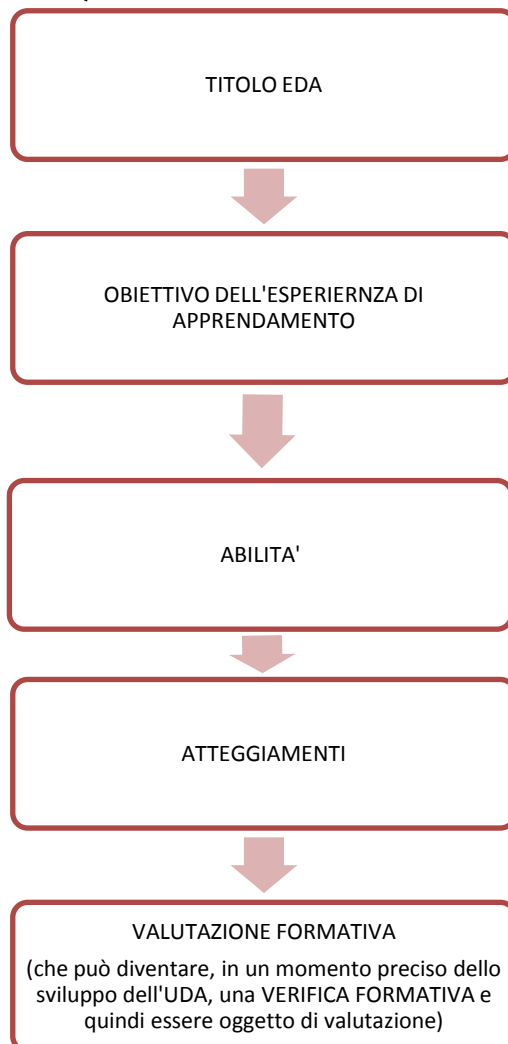 TITOLO EDA
OBIETTIVO DELL'ESPERIERNZA DI
APPRENDAMENTO
ABILITA'
ATTEGGIAMENTI
VALUTAZIONE FORMATIVA
(che può diventare, in un momento preciso dello
sviluppo dell'UDA, una VERIFICA FORMATIVA e
quindi essere oggetto di valutazione)